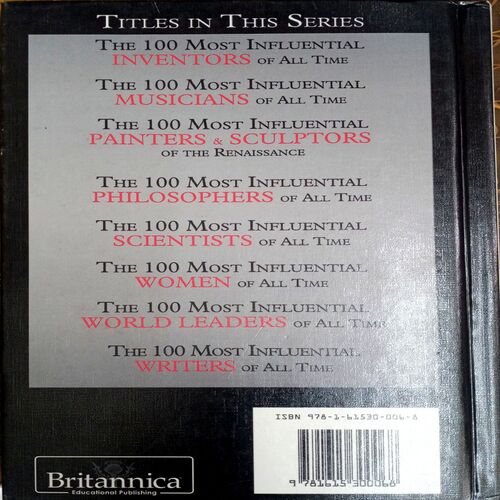 TITLES IN THIS SERIES
THE 100 MOST INFLUENTIAL
INVENTORS OF ALL TIME
THE 100 MOST INFLUENTIAL
MUSICIANS OF ALL TIME
THE 100 MOST INFLUENTIAL
PAINTERS & SCULPTORS
OF THE RENAISSANCE
THE 100 MOST INFLUENTIAL
PHILOSOPHERS OF ALL TIME
THE 100 MOST INFLUENTIAL
SCIENTISTS OF ALL TIME
THE 100 MOST INFLUENTIAL
WOMEN OF ALL TIME
THE 100 MOST INFLUENTIAL
WORLD LEADERS OF ALL TIME
THE 100 MOST INFLUENTIAL
WRITERS OF ALL TIME
ISBN 978-1-61530-006-8
9 781615 300068
Britannica
Educational Publishing